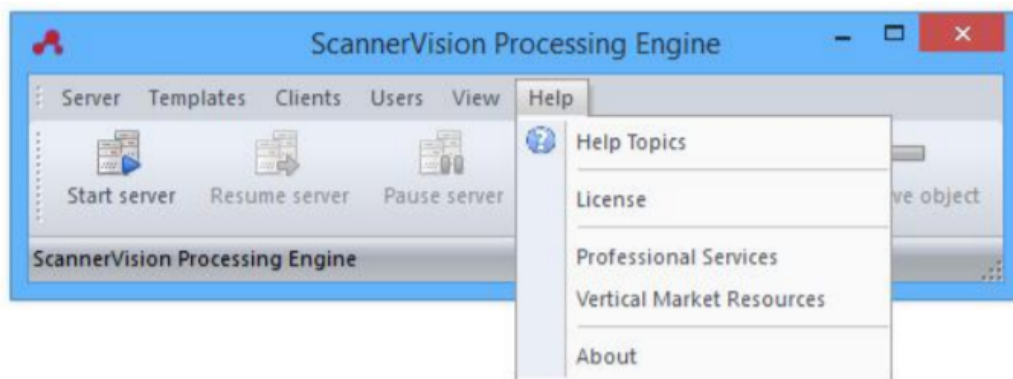 ScannerVision Processing Engine
Server Templates Clients Users View Help
Start server Resume server Pause server object
ScannerVision Processing Engine
Help Topics
License
Professional Services
Vertical Market Resources
About